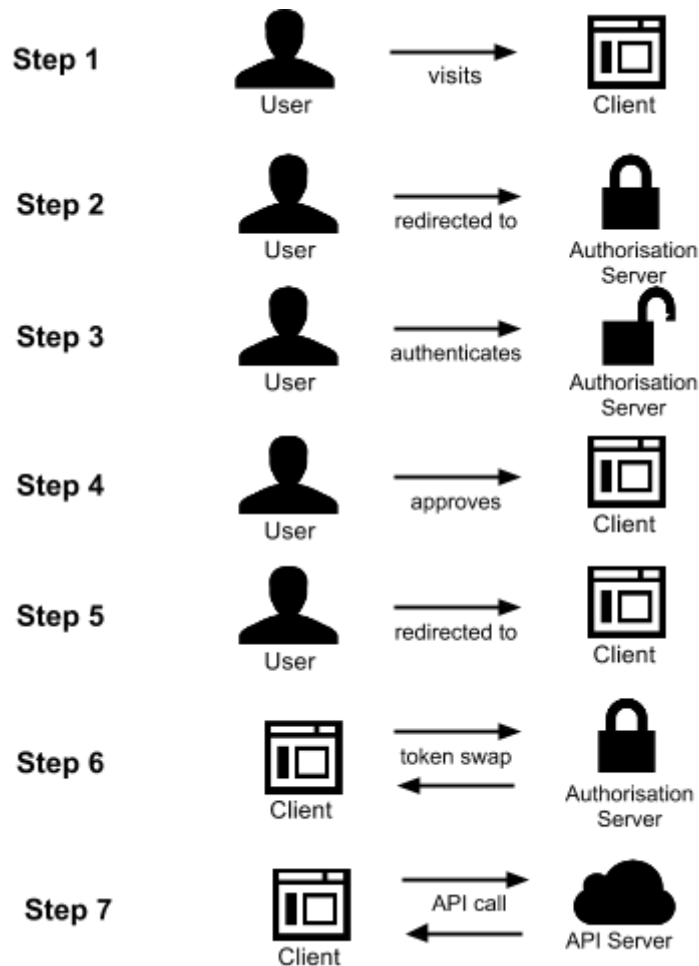 Step 1
visits
User
Client
Step 2
redirected to
User
Authorisation
Server
Step 3
authenticates
User
Authorisation
Server
Step 4
approves
User
Client
Step 5
redirected to
User
Client
Step 6
token swap
Client
Authorisation
Server
Step 7
API call
Client
API Server